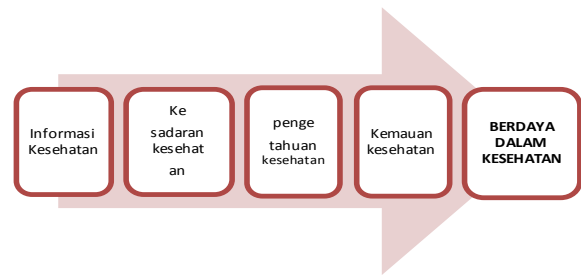 Informasi
Kesehatan
Ke
sadaran
kesehat
an
penge
tahuan
kesehatan
Kemauan
kesehatan
BERDAYA
DALAM
KESEHATAN